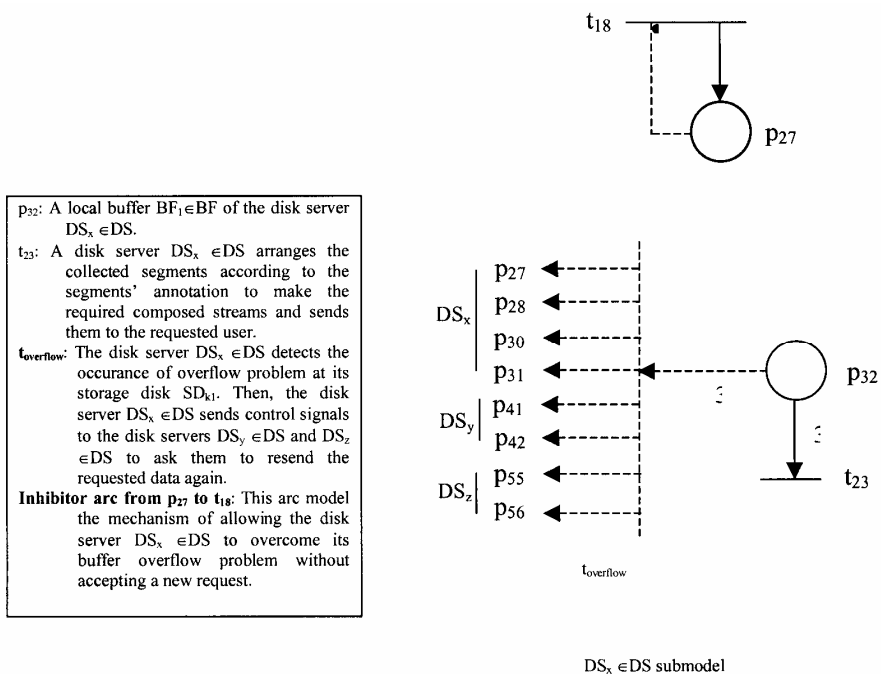 t18
p27
p32: A local buffer BF1∈BF of the disk server
DSx ∈DS.
t23: A disk server DSx ∈DS arranges the
collected segments according to the
segments' annotation to make the
required composed streams and sends
them to the requested user.
toverflow: The disk server DSx ∈DS detects the
occurance of overflow problem at its
storage disk SDk1. Then, the disk
server DSx ∈DS sends control signals
to the disk servers DSy ∈DS and DSz
∈DS to ask them to resend the
requested data again.
Inhibitor arc from p27 to t18: This arc model
the mechanism of allowing the disk
server DSx ∈DS to overcome its
buffer overflow problem without
accepting a new request.
DSx
p27
p28
p30
p31
DSy
p41
p42
DSz
p55
p56
p32
t23
toverflow
DSx ∈DS submodel